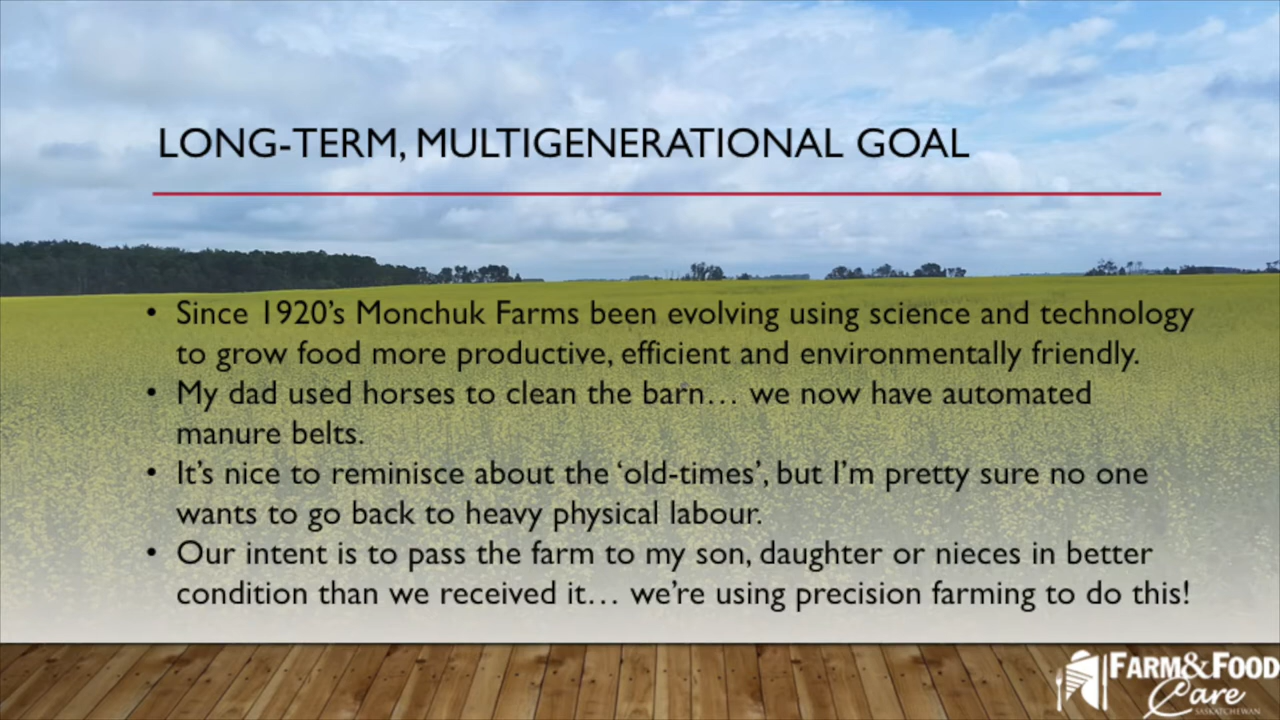 LONG-TERM, MULTIGENERATIONAL GOAL
• Since 1920's Monchuk Farms been evolving using science and technology
to grow food more productive, efficient and environmentally friendly.
• My dad used horses to clean the barn… we now have automated
manure belts.
• It's nice to reminisce about the ‘old-times’, but I'm pretty sure no one
wants to go back to heavy physical labour.
• Our intent is to pass the farm to my son, daughter or nieces in better
condition than we received it… we're using precision farming to do this!
FARM&FOOD
Care
SASKATCHEWAN